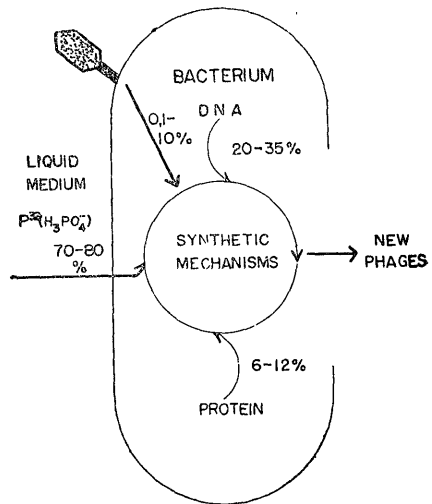 BACTERIUM
DNA
0,1-
10%
20-35%
LIQUID
MEDIUM
P³²(H₃PO₄⁻)
70-80
%
SYNTHETIC
MECHANISMS
NEW
PHAGES
6-12%
PROTEIN